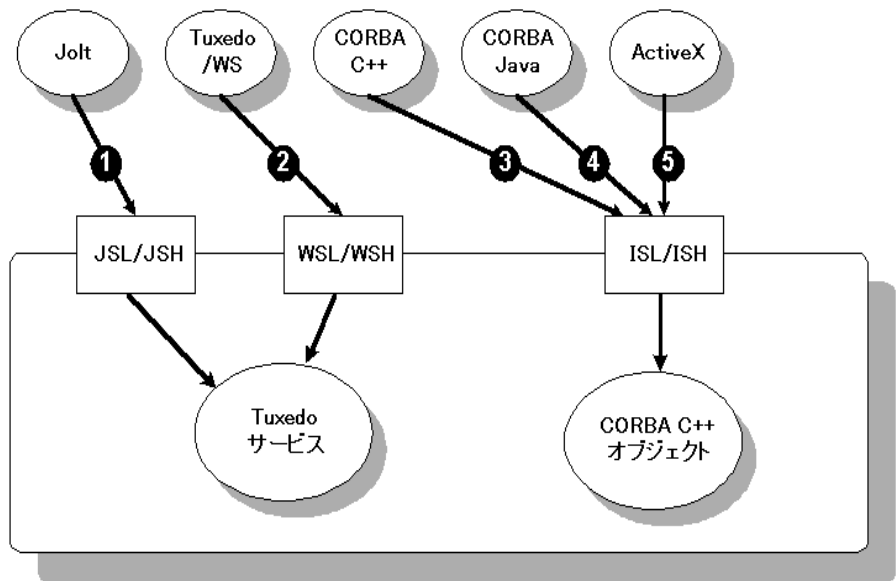 Jolt
Tuxedo
/WS
CORBA
C++
CORBA
Java
ActiveX
1
2
3
4
5
JSL/JSH
WSL/WSH
ISL/ISH
Tuxedo
サービス
CORBA C++
オブジェクト